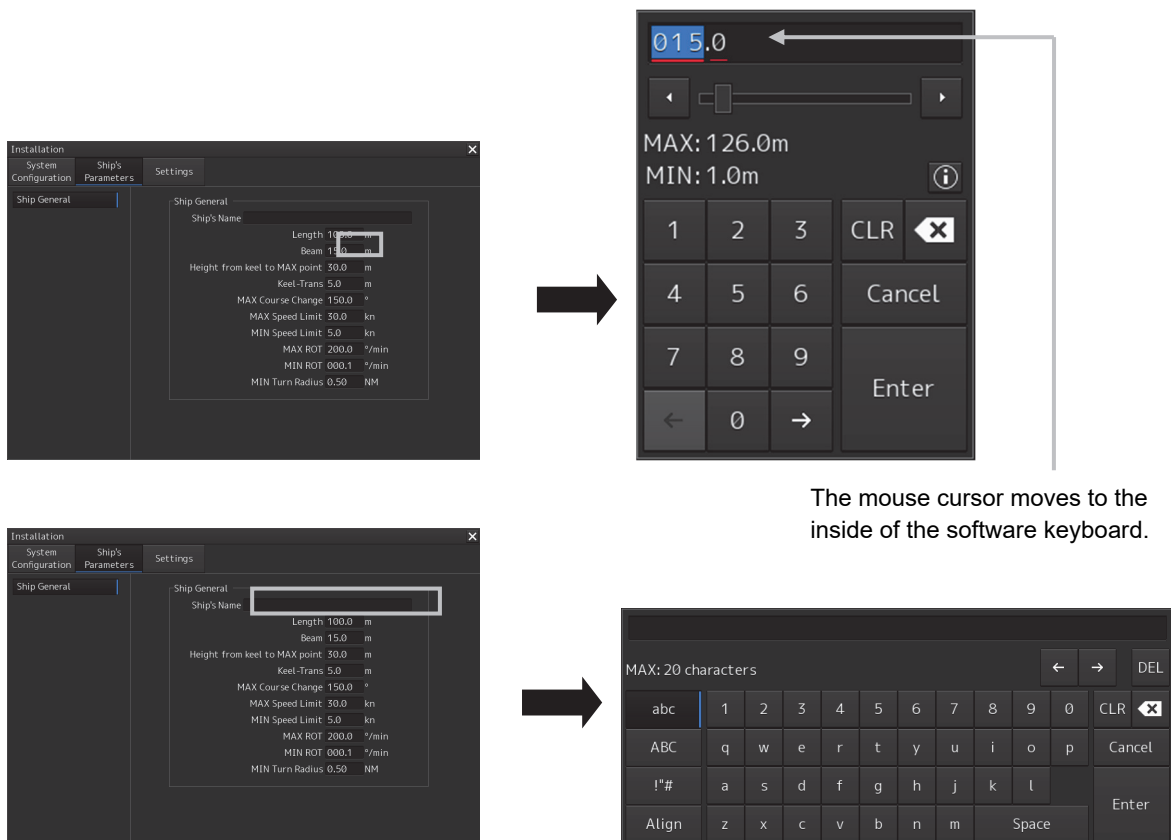 Installation
System Configuration
Ship's Parameters
Settings
Ship General
Ship General
Ship's Name
Length 100.0 m
Beam 15.0 m
Height from keel to MAX point 30.0 m
Keel-Trans 5.0 m
MAX Course Change 150.0 °
MAX Speed Limit 30.0 kn
MIN Speed Limit 5.0 kn
MAX ROT 200.0 °/min
MIN ROT 000.1 °/min
MIN Turn Radius 0.50 NM
015.0
MAX: 126.0m
MIN: 1.0m
1 2 3 CLR
4 5 6 Cancel
7 8 9
← 0 → Enter
The mouse cursor moves to the
inside of the software keyboard.
Installation
System Configuration
Ship's Parameters
Settings
Ship General
Ship General
Ship's Name
Length 100.0 m
Beam 15.0 m
Height from keel to MAX point 30.0 m
Keel-Trans 5.0 m
MAX Course Change 150.0 °
MAX Speed Limit 30.0 kn
MIN Speed Limit 5.0 kn
MAX ROT 200.0 °/min
MIN ROT 000.1 °/min
MIN Turn Radius 0.50 NM
MAX: 20 characters ← → DEL
abc 1 2 3 4 5 6 7 8 9 0 CLR
ABC q w e r t y u i o p Cancel
!"# a s d f g h j k l
Align z x c v b n m Space Enter